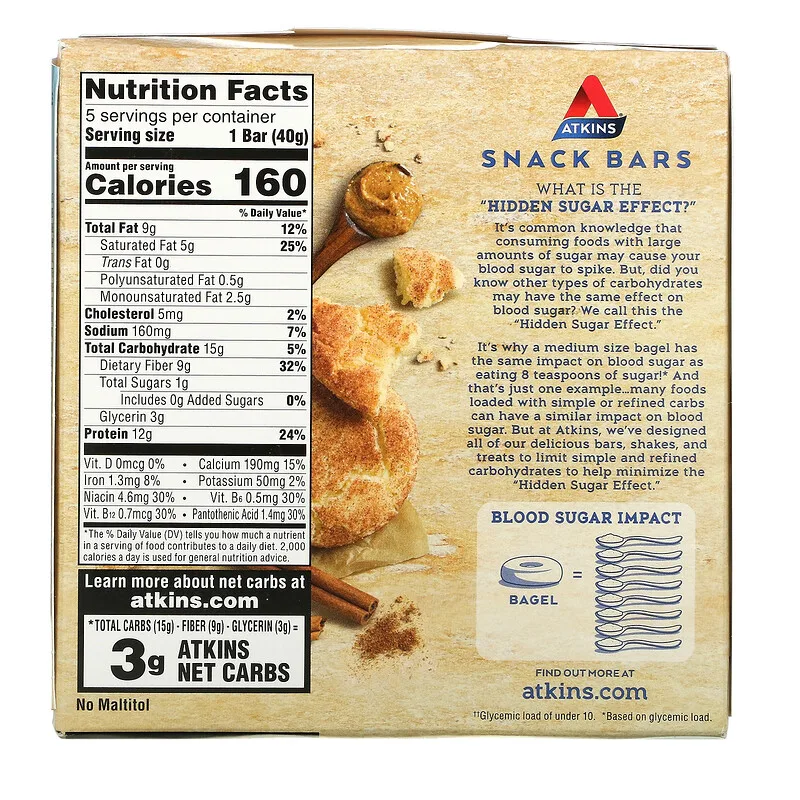 Nutrition Facts
5 servings per container
Serving size 1 Bar (40g)
Amount per serving
Calories 160
% Daily Value*
Total Fat 9g 12%
Saturated Fat 5g 25%
Trans Fat 0g
Polyunsaturated Fat 0.5g
Monounsaturated Fat 2.5g
Cholesterol 5mg 2%
Sodium 160mg 7%
Total Carbohydrate 15g 5%
Dietary Fiber 9g 32%
Total Sugars 1g
Includes 0g Added Sugars 0%
Glycerin 3g
Protein 12g 24%
Vit. D 0mcg 0% • Calcium 190mg 15%
Iron 1.3mg 8% • Potassium 50mg 2%
Niacin 4.6mg 30% • Vit. B6 0.5mg 30%
Vit. B12 0.7mcg 30% • Pantothenic Acid 1.4mg 30%
*The % Daily Value (DV) tells you how much a nutrient
in a serving of food contributes to a daily diet. 2,000
calories a day is used for general nutrition advice.
Learn more about net carbs at
atkins.com
*TOTAL CARBS (15g) - FIBER (9g) - GLYCERIN (3g) =
3g ATKINS
NET CARBS
No Maltitol
ATKINS
SNACK BARS
WHAT IS THE
"HIDDEN SUGAR EFFECT?"
It's common knowledge that
consuming foods with large
amounts of sugar may cause your
blood sugar to spike. But, did you
know other types of carbohydrates
may have the same effect on
blood sugar? We call this the
"Hidden Sugar Effect."
It's why a medium size bagel has
the same impact on blood sugar as
eating 8 teaspoons of sugar!* And
that's just one example...many foods
loaded with simple or refined carbs
can have a similar impact on blood
sugar. But at Atkins, we've designed
all of our delicious bars, shakes, and
treats to limit simple and refined
carbohydrates to help minimize the
"Hidden Sugar Effect."
BLOOD SUGAR IMPACT
BAGEL
=
FIND OUT MORE AT
atkins.com
††Glycemic load of under 10. *Based on glycemic load.